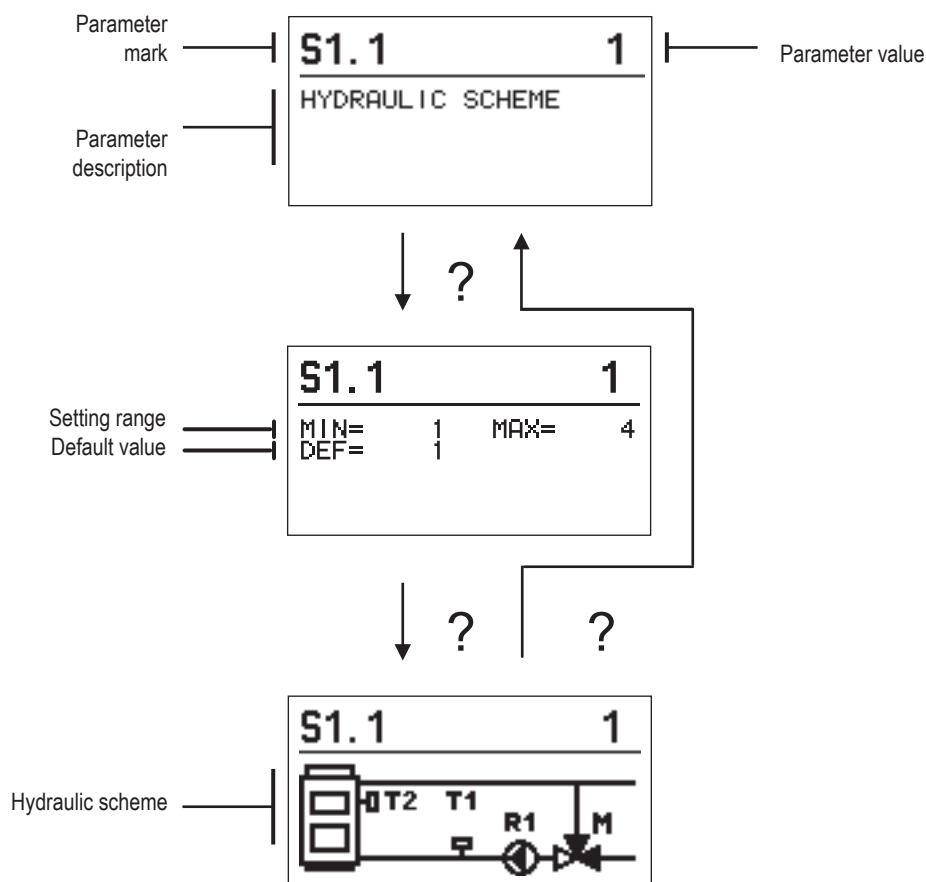 Parameter
mark
S1.1 1
Parameter value
HYDRAULIC SCHEME
Parameter
description
?
S1.1 1
Setting range
MIN= 1 MAX= 4
Default value
DEF= 1
? ?
S1.1 1
Hydraulic scheme
T2 T1
R1 M